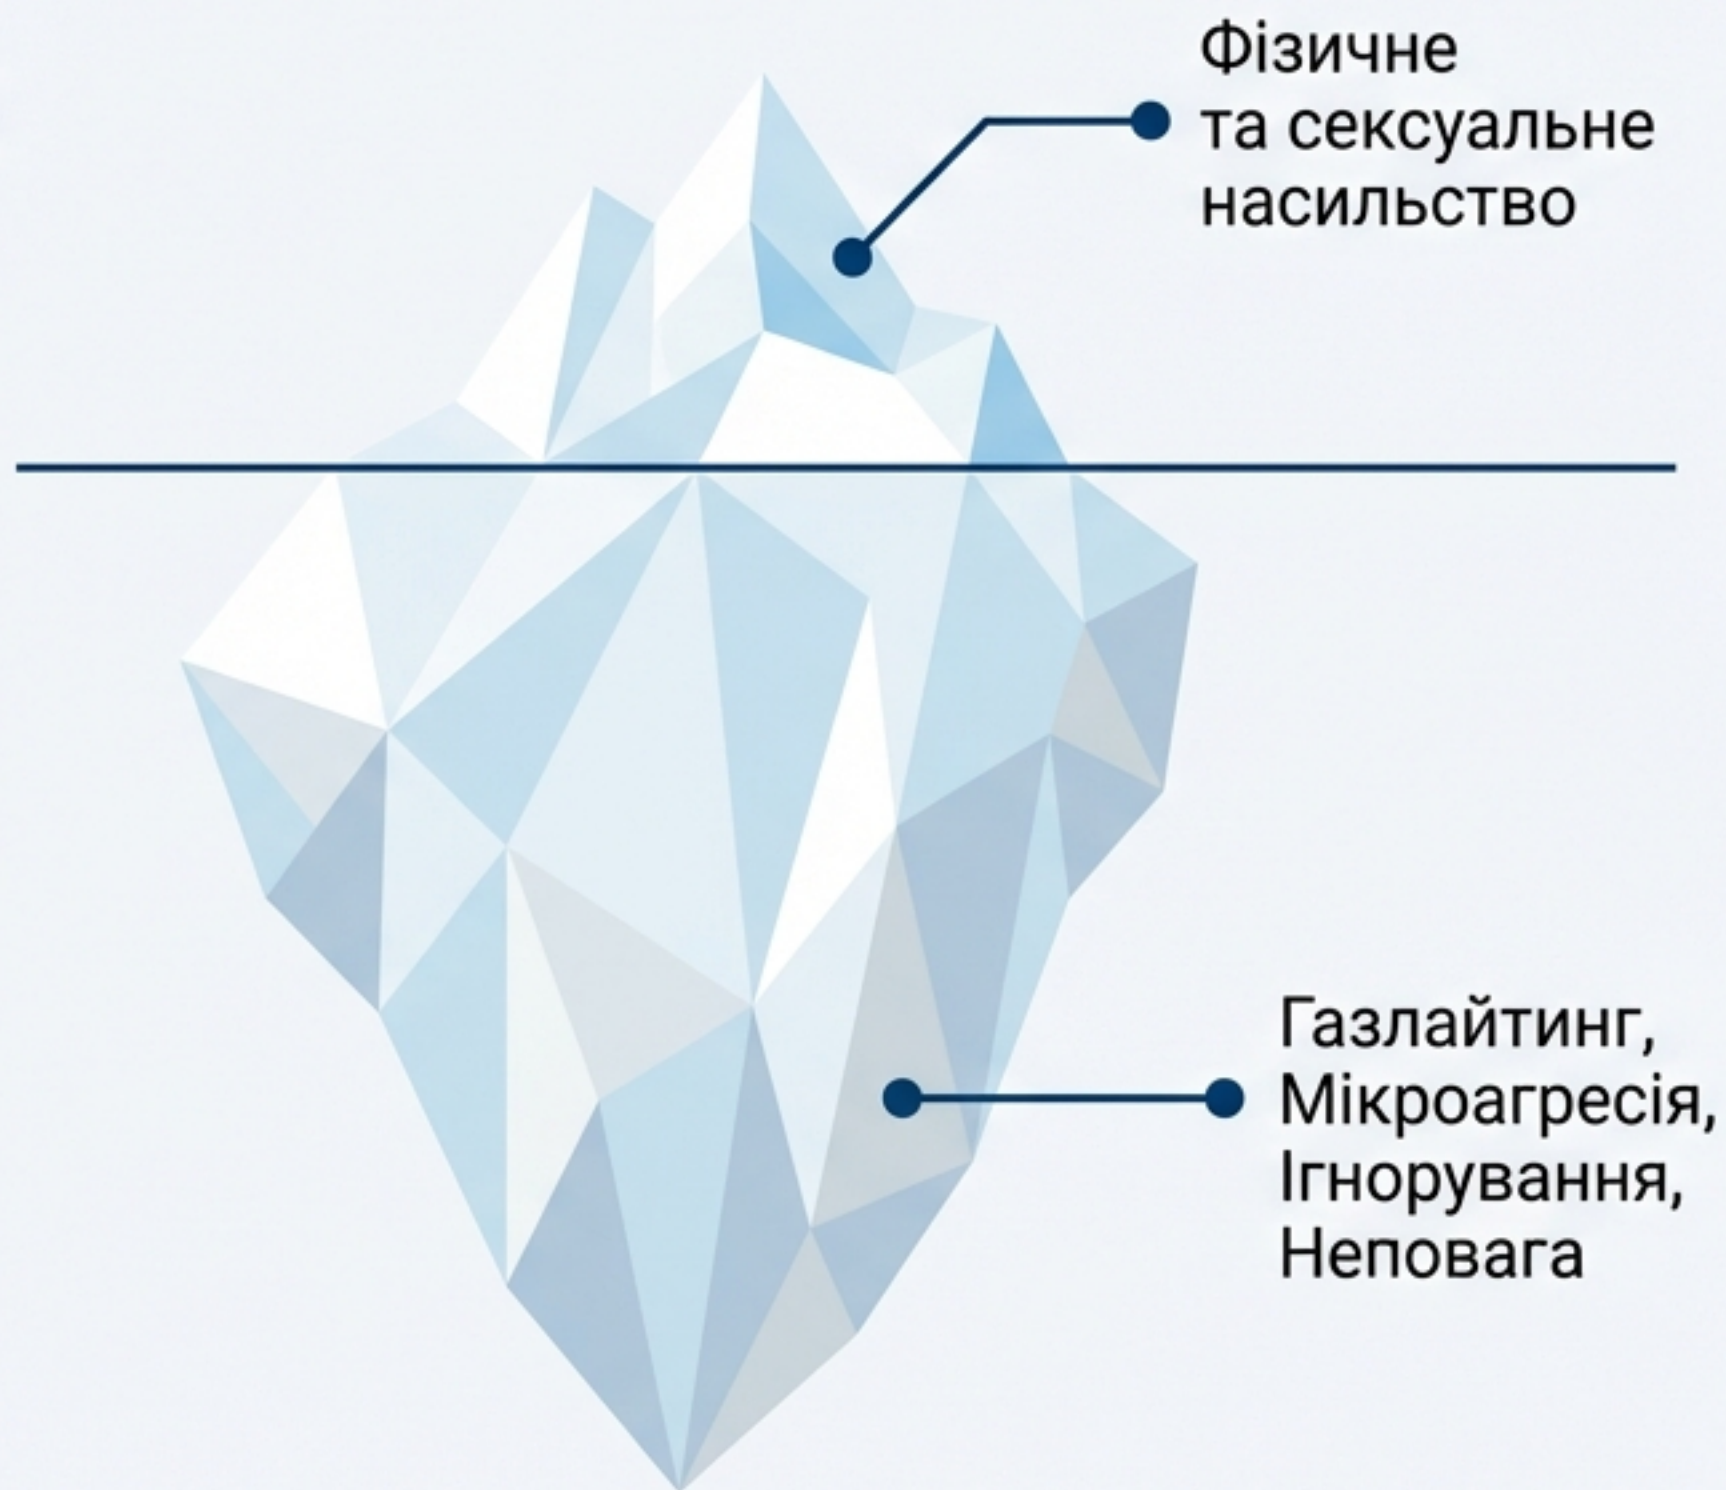 Фізичне
та сексуальне
насильство
Газлайтинг,
Мікроагресія,
Ігнорування,
Неповага